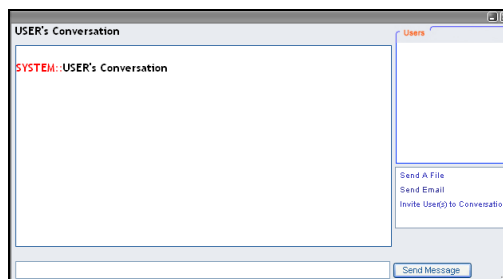 USER's Conversation
Users
SYSTEM::USER's Conversation
Send A File
Send Email
Invite User(s) to Conversatio
Send Message